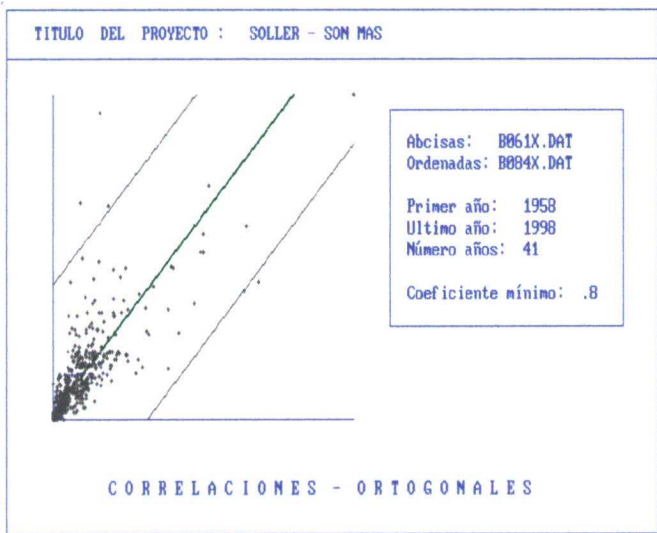 TITULO DEL PROYECTO : SOLLER - SON MAS
Abcisas: B061X.DAT
Ordenadas: B084X.DAT
Primer año: 1958
Ultimo año: 1998
Número años: 41
Coeficiente mínimo: .8
CORRELACIONES - ORTOGONALES